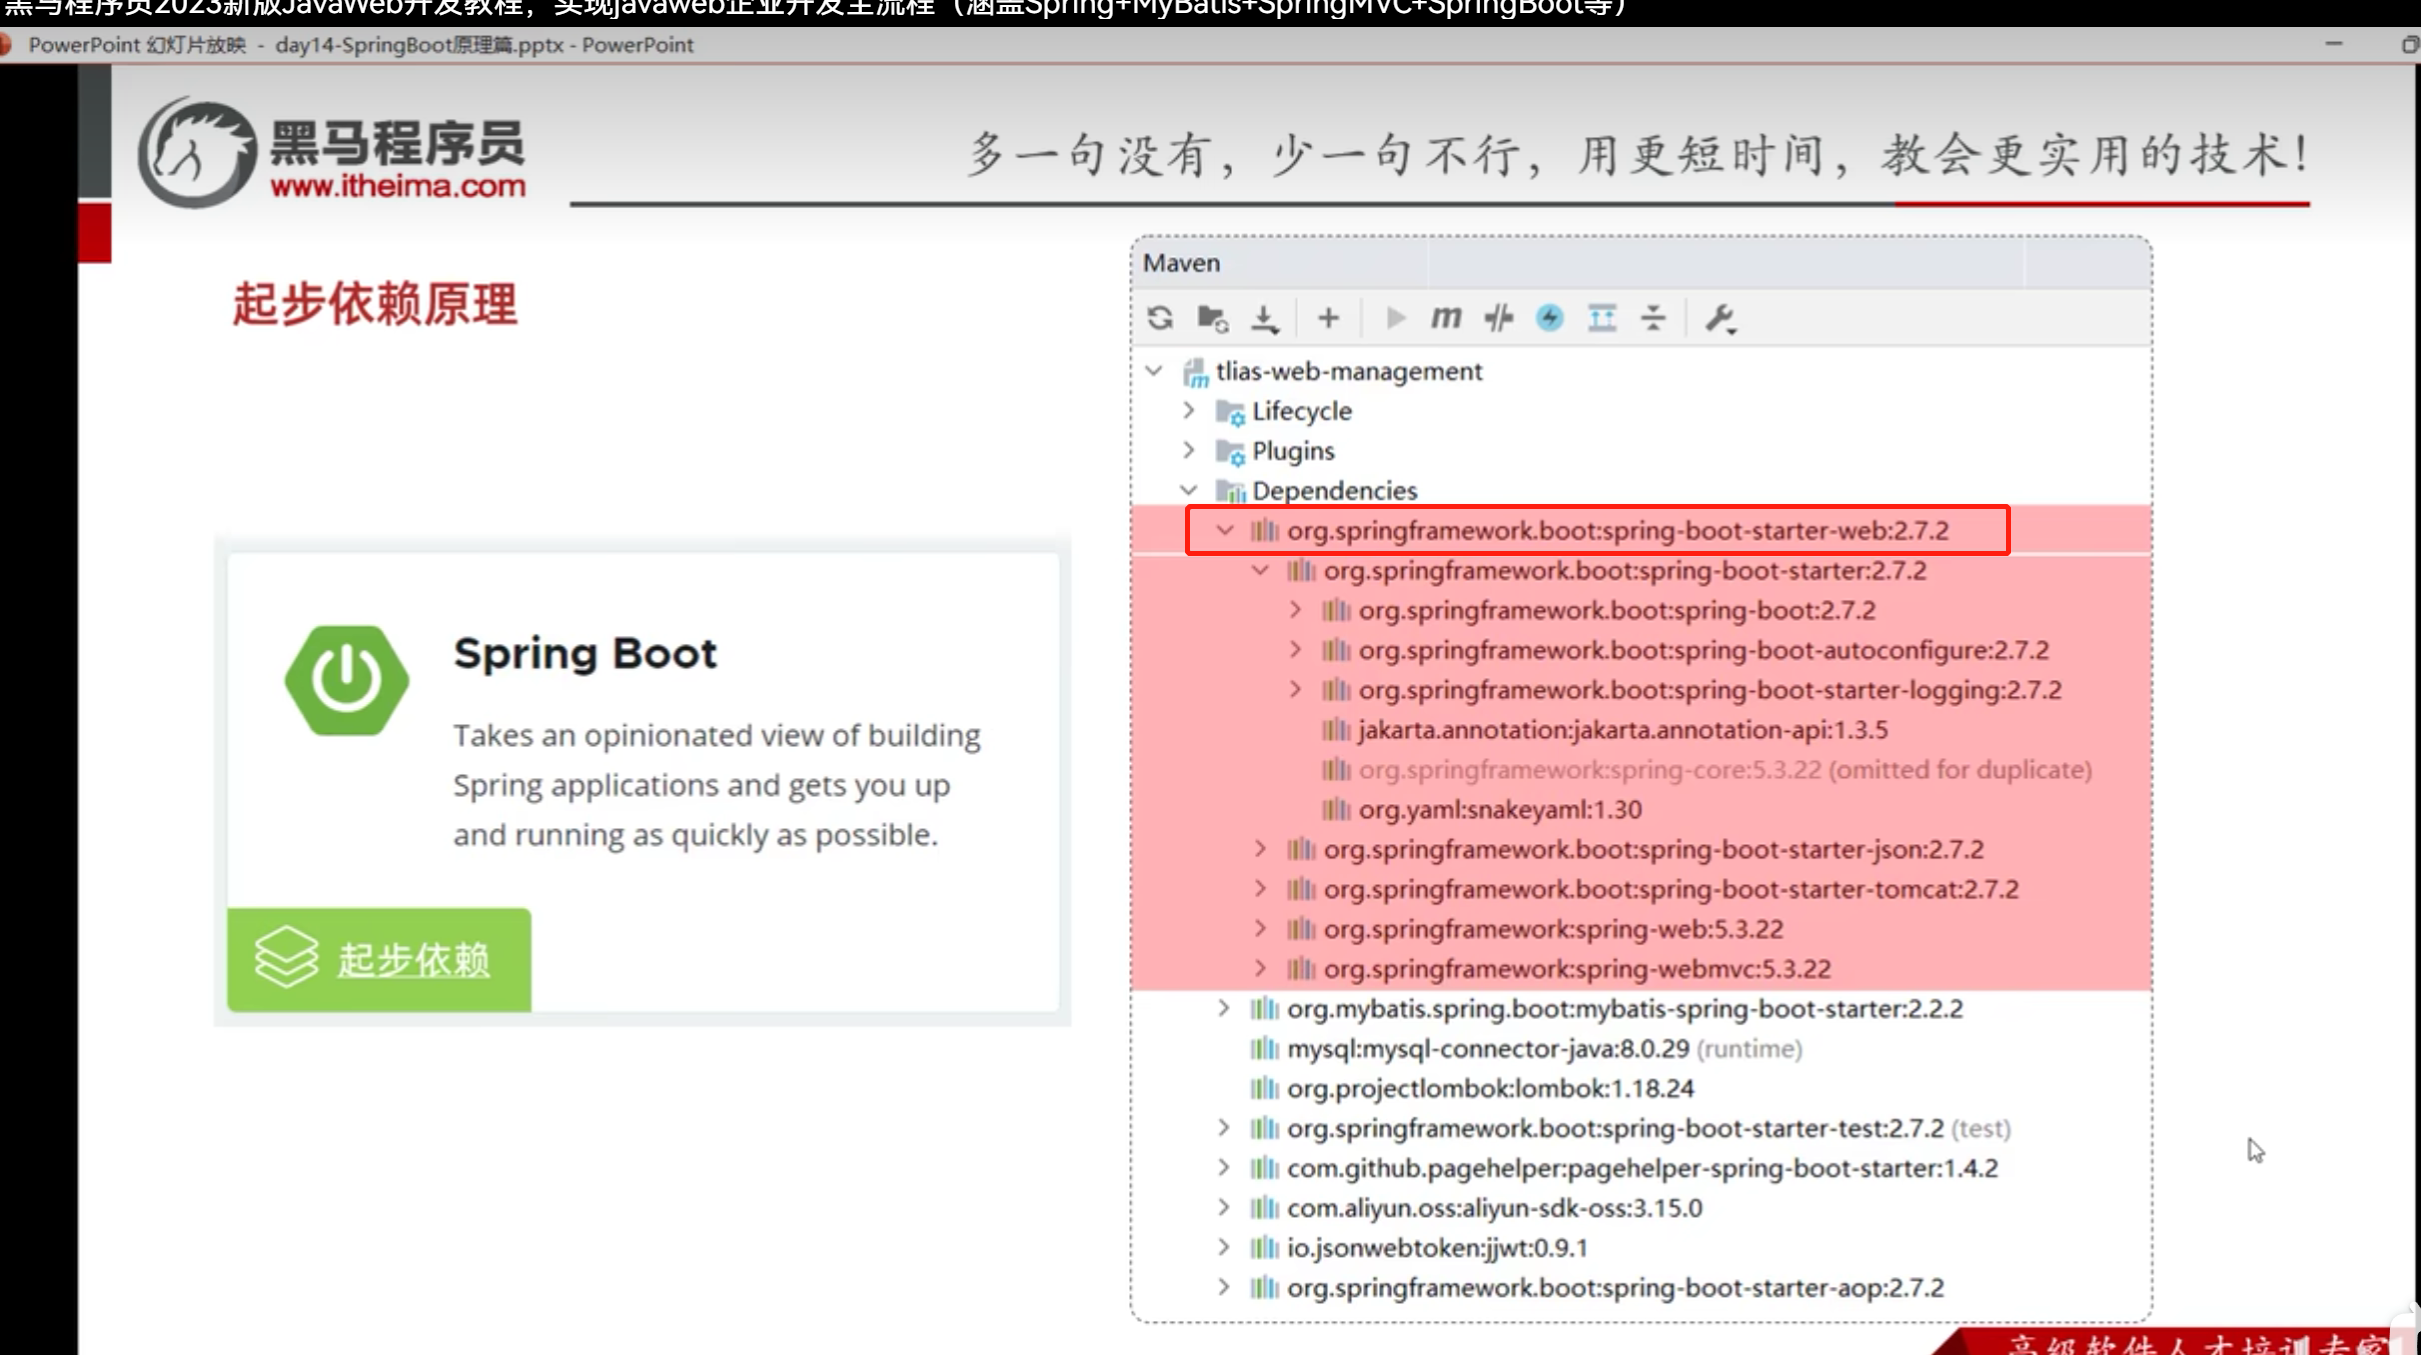 黑马程序员2023新版JavaWeb开发教程，实现javaweb企业开发全流程（涵盖Spring+MyBatis+SpringMVC+SpringBoot等）
PowerPoint 幻灯片放映 - day14-SpringBoot原理篇.pptx - PowerPoint
黑马程序员
www.itheima.com
多一句没有，少一句不行，用更短时间，教会更实用的技术！
起步依赖原理
Spring Boot
Takes an opinionated view of building
Spring applications and gets you up
and running as quickly as possible.
起步依赖
Maven
tlias-web-management
Lifecycle
Plugins
Dependencies
org.springframework.boot:spring-boot-starter-web:2.7.2
org.springframework.boot:spring-boot-starter:2.7.2
org.springframework.boot:spring-boot:2.7.2
org.springframework.boot:spring-boot-autoconfigure:2.7.2
org.springframework.boot:spring-boot-starter-logging:2.7.2
jakarta.annotation:jakarta.annotation-api:1.3.5
org.springframework:spring-core:5.3.22 (omitted for duplicate)
org.yaml:snakeyaml:1.30
org.springframework.boot:spring-boot-starter-json:2.7.2
org.springframework.boot:spring-boot-starter-tomcat:2.7.2
org.springframework:spring-web:5.3.22
org.springframework:spring-webmvc:5.3.22
org.mybatis.spring.boot:mybatis-spring-boot-starter:2.2.2
mysql:mysql-connector-java:8.0.29 (runtime)
org.projectlombok:lombok:1.18.24
org.springframework.boot:spring-boot-starter-test:2.7.2 (test)
com.github.pagehelper:pagehelper-spring-boot-starter:1.4.2
com.aliyun.oss:aliyun-sdk-oss:3.15.0
io.jsonwebtoken:jjwt:0.9.1
org.springframework.boot:spring-boot-starter-aop:2.7.2
高级软件人才培训专家